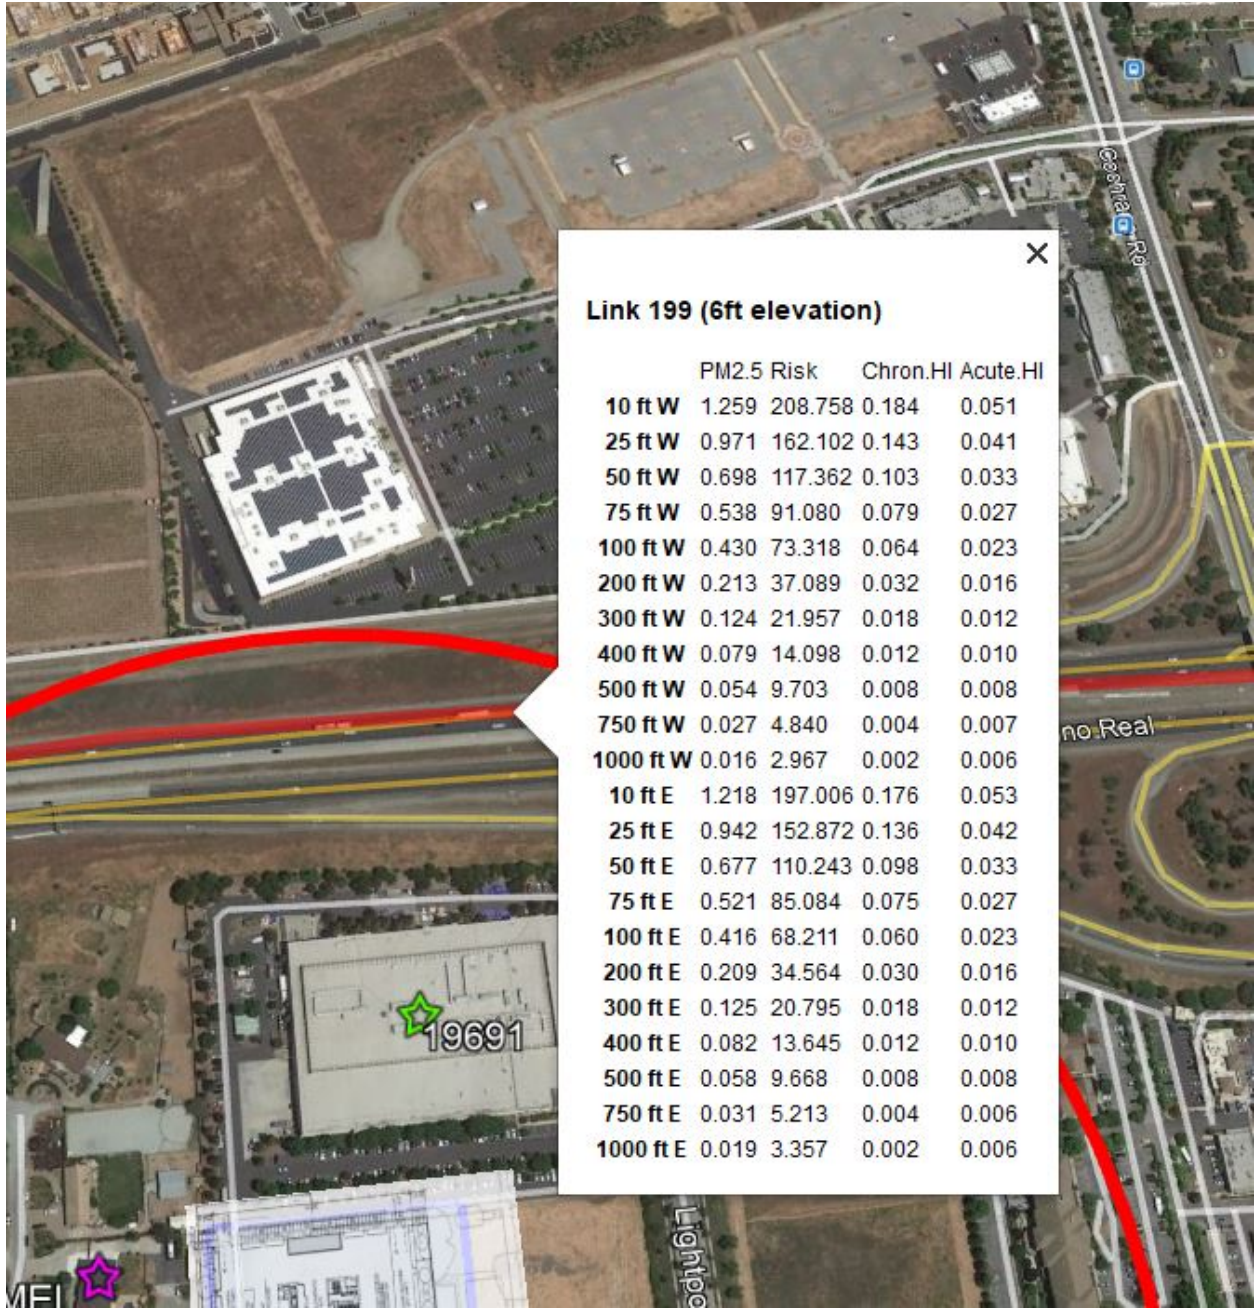 Cochrane Rd
×
Link 199 (6ft elevation)
PM2.5 Risk Chron.HI Acute.HI
10 ft W 1.259 208.758 0.184 0.051
25 ft W 0.971 162.102 0.143 0.041
50 ft W 0.698 117.362 0.103 0.033
75 ft W 0.538 91.080 0.079 0.027
100 ft W 0.430 73.318 0.064 0.023
200 ft W 0.213 37.089 0.032 0.016
300 ft W 0.124 21.957 0.018 0.012
400 ft W 0.079 14.098 0.012 0.010
500 ft W 0.054 9.703 0.008 0.008
750 ft W 0.027 4.840 0.004 0.007
1000 ft W 0.016 2.967 0.002 0.006
10 ft E 1.218 197.006 0.176 0.053
25 ft E 0.942 152.872 0.136 0.042
50 ft E 0.677 110.243 0.098 0.033
75 ft E 0.521 85.084 0.075 0.027
100 ft E 0.416 68.211 0.060 0.023
200 ft E 0.209 34.564 0.030 0.016
300 ft E 0.125 20.795 0.018 0.012
400 ft E 0.082 13.645 0.012 0.010
500 ft E 0.058 9.668 0.008 0.008
750 ft E 0.031 5.213 0.004 0.006
1000 ft E 0.019 3.357 0.002 0.006
no Real
19691
Lightpo
MEI